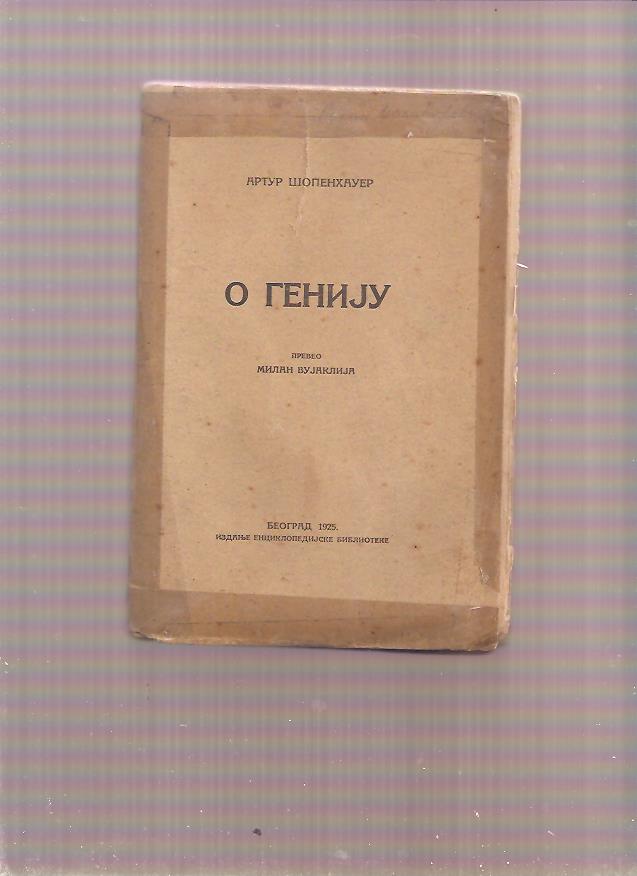 АРТУР ШОПЕНХАУЕР
О ГЕНИЈУ
ПРЕВЕО
МИЛАН ВУЈАКЛИЈА
БЕОГРАД 1925.
ИЗДАЊЕ ЕНЦИКЛОПЕДИЈСКЕ БИБЛИОТЕКЕ